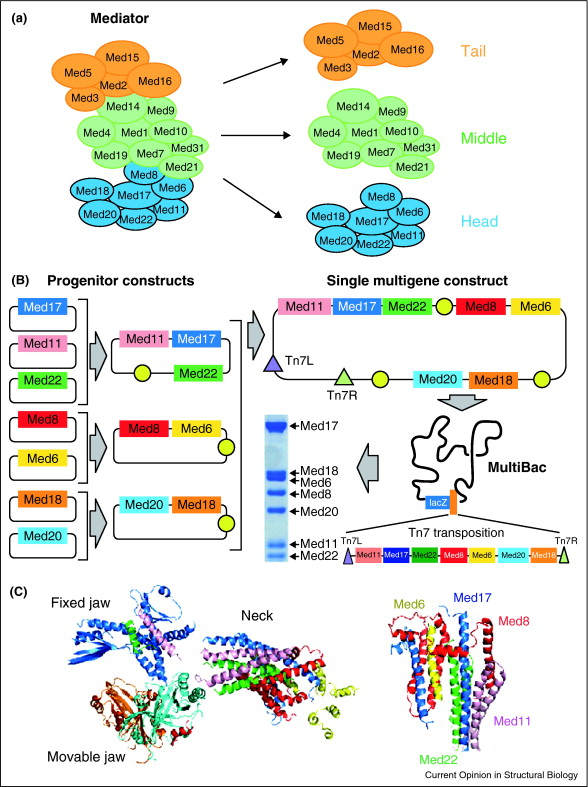 (a)
Mediator
Med15
Med5
Med16
Med2
Med3
Med14
Med9
Med4
Med1
Med10
Med19
Med7
Med31
Med21
Med8
Med18
Med17
Med6
Med20
Med22
Med11
Med15
Med5
Med16
Med2
Med3
Tail
Med14
Med9
Med4
Med1
Med10
Med31
Med19
Med7
Med21
Middle
Med8
Med18
Med17
Med6
Med20
Med22
Med11
Head
(B)
Progenitor constructs
Single multigene construct
Med17
Med11
Med22
Med8
Med6
Med18
Med20
Med11 Med17
Med22
Med8 Med6
Med20 Med18
Med11 Med17 Med22 Med8 Med6
Tn7L
Tn7R
Med20 Med18
Med17
Med18
Med6
Med8
Med20
Med11
Med22
MultiBac
lacZ
Tn7 transposition
Tn7L
Tn7R
Med11 Med17 Med22 Med8 Med6 Med20 Med18
(C)
Fixed jaw
Neck
Movable jaw
Med17
Med6
Med8
Med11
Med22
Current Opinion in Structural Biology